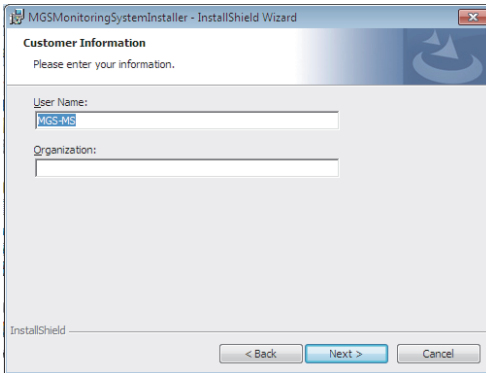 MGSMonitoringSystemInstaller - InstallShield Wizard
Customer Information
Please enter your information.
User Name:
MGS-MS
Organization:
InstallShield
< Back Next > Cancel